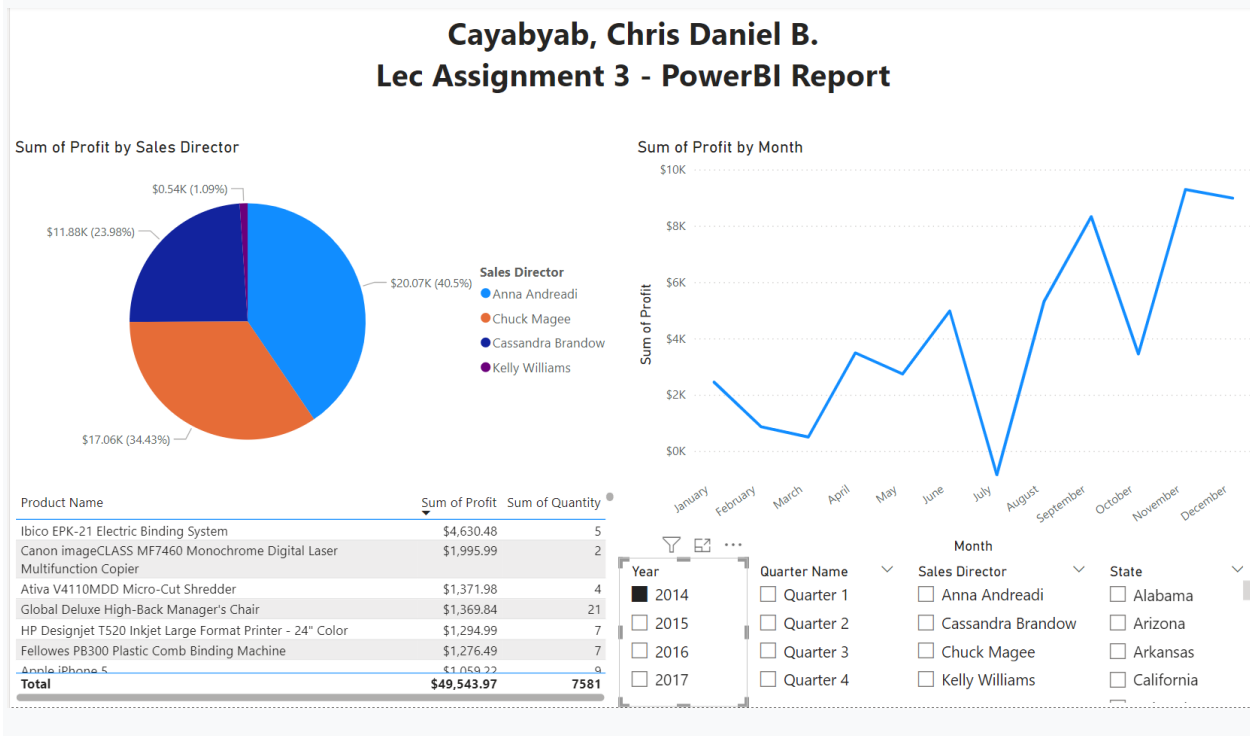 Cayabyab, Chris Daniel B.
Lec Assignment 3 - PowerBI Report
Sum of Profit by Sales Director
$0.54K (1.09%)
$11.88K (23.98%)
$20.07K (40.5%)
$17.06K (34.43%)
Sales Director
Anna Andreadi
Chuck Magee
Cassandra Brandow
Kelly Williams
Sum of Profit by Month
Sum of Profit
$10K
$8K
$6K
$4K
$2K
$0K
January February March April May June July August September October November December
Month
Product Name Sum of Profit Sum of Quantity
Ibico EPK-21 Electric Binding System $4,630.48 5
Canon imageCLASS MF7460 Monochrome Digital Laser
Multifunction Copier $1,995.99 2
Ativa V4110MDD Micro-Cut Shredder $1,371.98 4
Global Deluxe High-Back Manager's Chair $1,369.84 21
HP Designjet T520 Inkjet Large Format Printer - 24" Color $1,294.99 7
Fellowes PB300 Plastic Comb Binding Machine $1,276.49 7
Apple iPhone 5 $1,059.22 9
Total $49,543.97 7581
Year
2014
2015
2016
2017
Quarter Name
Quarter 1
Quarter 2
Quarter 3
Quarter 4
Sales Director
Anna Andreadi
Cassandra Brandow
Chuck Magee
Kelly Williams
State
Alabama
Arizona
Arkansas
California